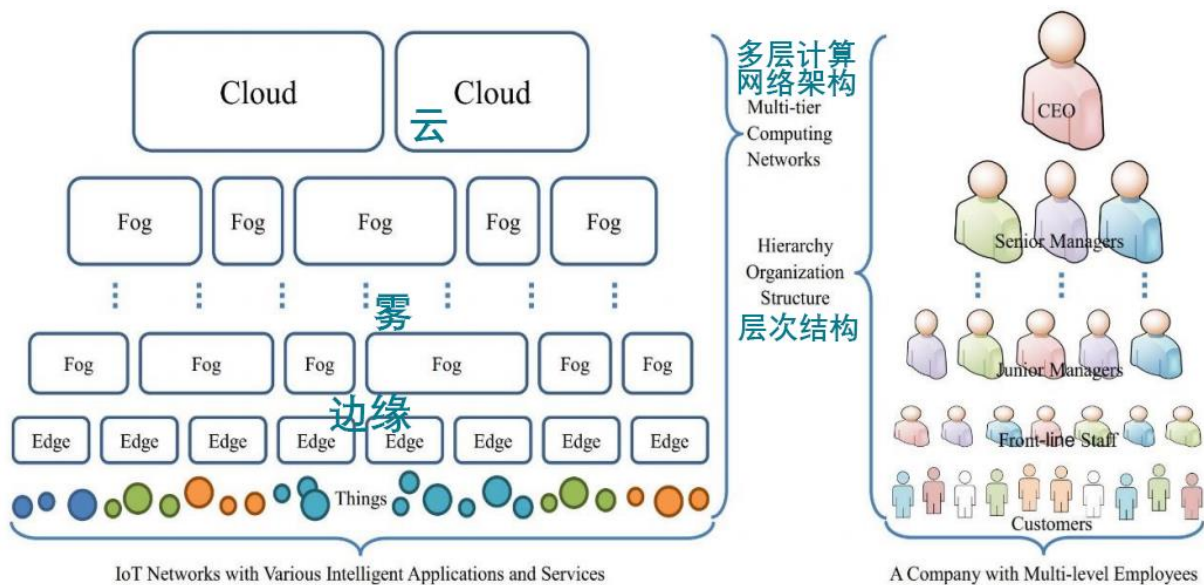 Cloud
Cloud
云
Fog
Fog
Fog
Fog
Fog
雾
Fog
Fog
Fog
Fog
Fog
Fog
边缘
Edge
Edge
Edge
Edge
Edge
Edge
Edge
Edge
Things
IoT Networks with Various Intelligent Applications and Services
多层计算
网络架构
Multi-tier
Computing
Networks
Hierarchy
Organization
Structure
层次结构
CEO
Senior Managers
Junior Managers
Front-line Staff
Customers
A Company with Multi-level Employees